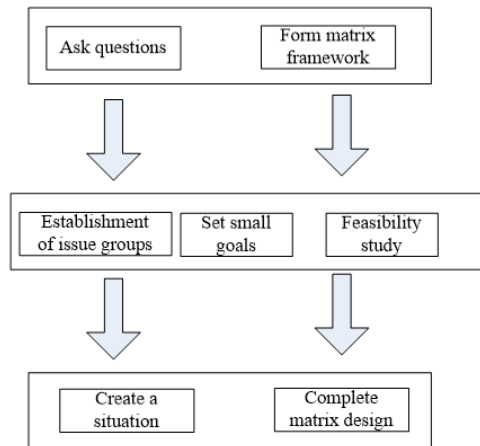 Ask questions
Form matrix
framework
Establishment
of issue groups
Set small
goals
Feasibility
study
Create a
situation
Complete
matrix design